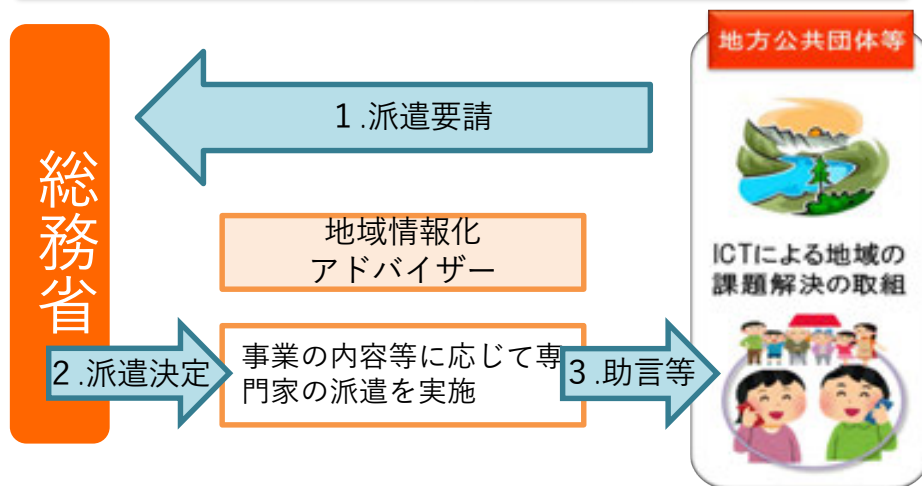 地方公共団体等
1.派遣要請
総務省
地域情報化
アドバイザー
ICTによる地域の
課題解決の取組
2.派遣決定
事業の内容等に応じて専
門家の派遣を実施
3.助言等